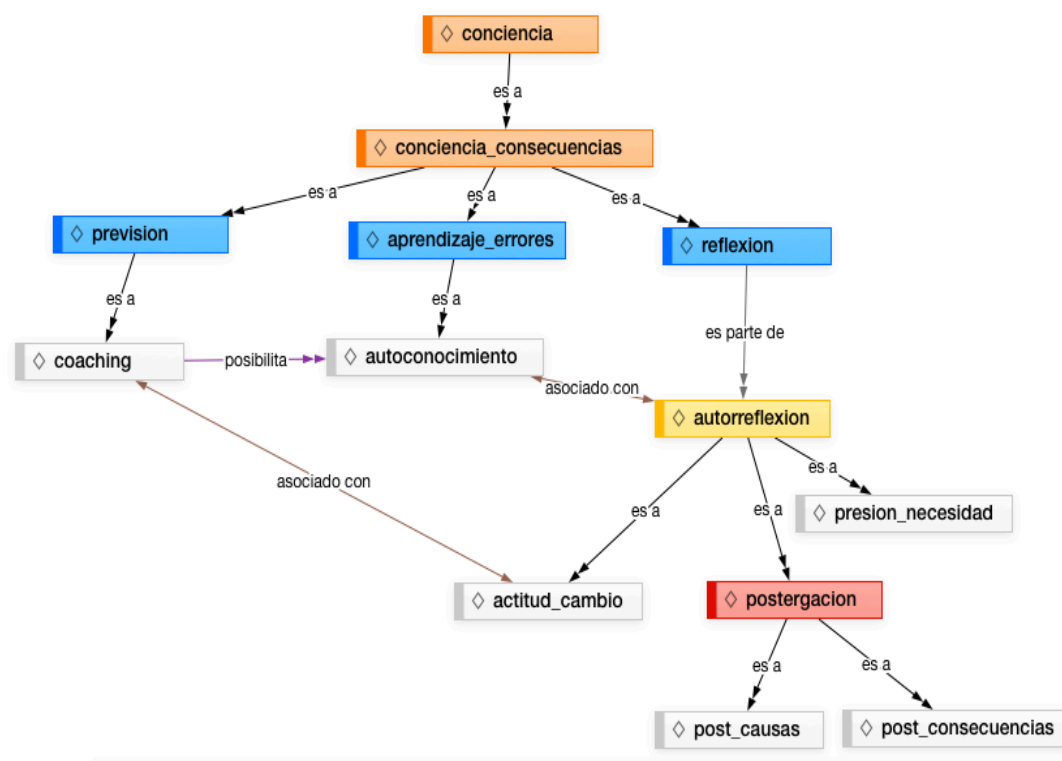 conciencia
es a
conciencia_consecuencias
es a
es a
es a
prevision
aprendizaje_errores
reflexion
es a
es a
es parte de
coaching
posibilita
autoconocimiento
asociado con
autorreflexion
asociado con
es a
es a
es a
presion_necesidad
actitud_cambio
postergacion
es a
es a
post_causas
post_consecuencias